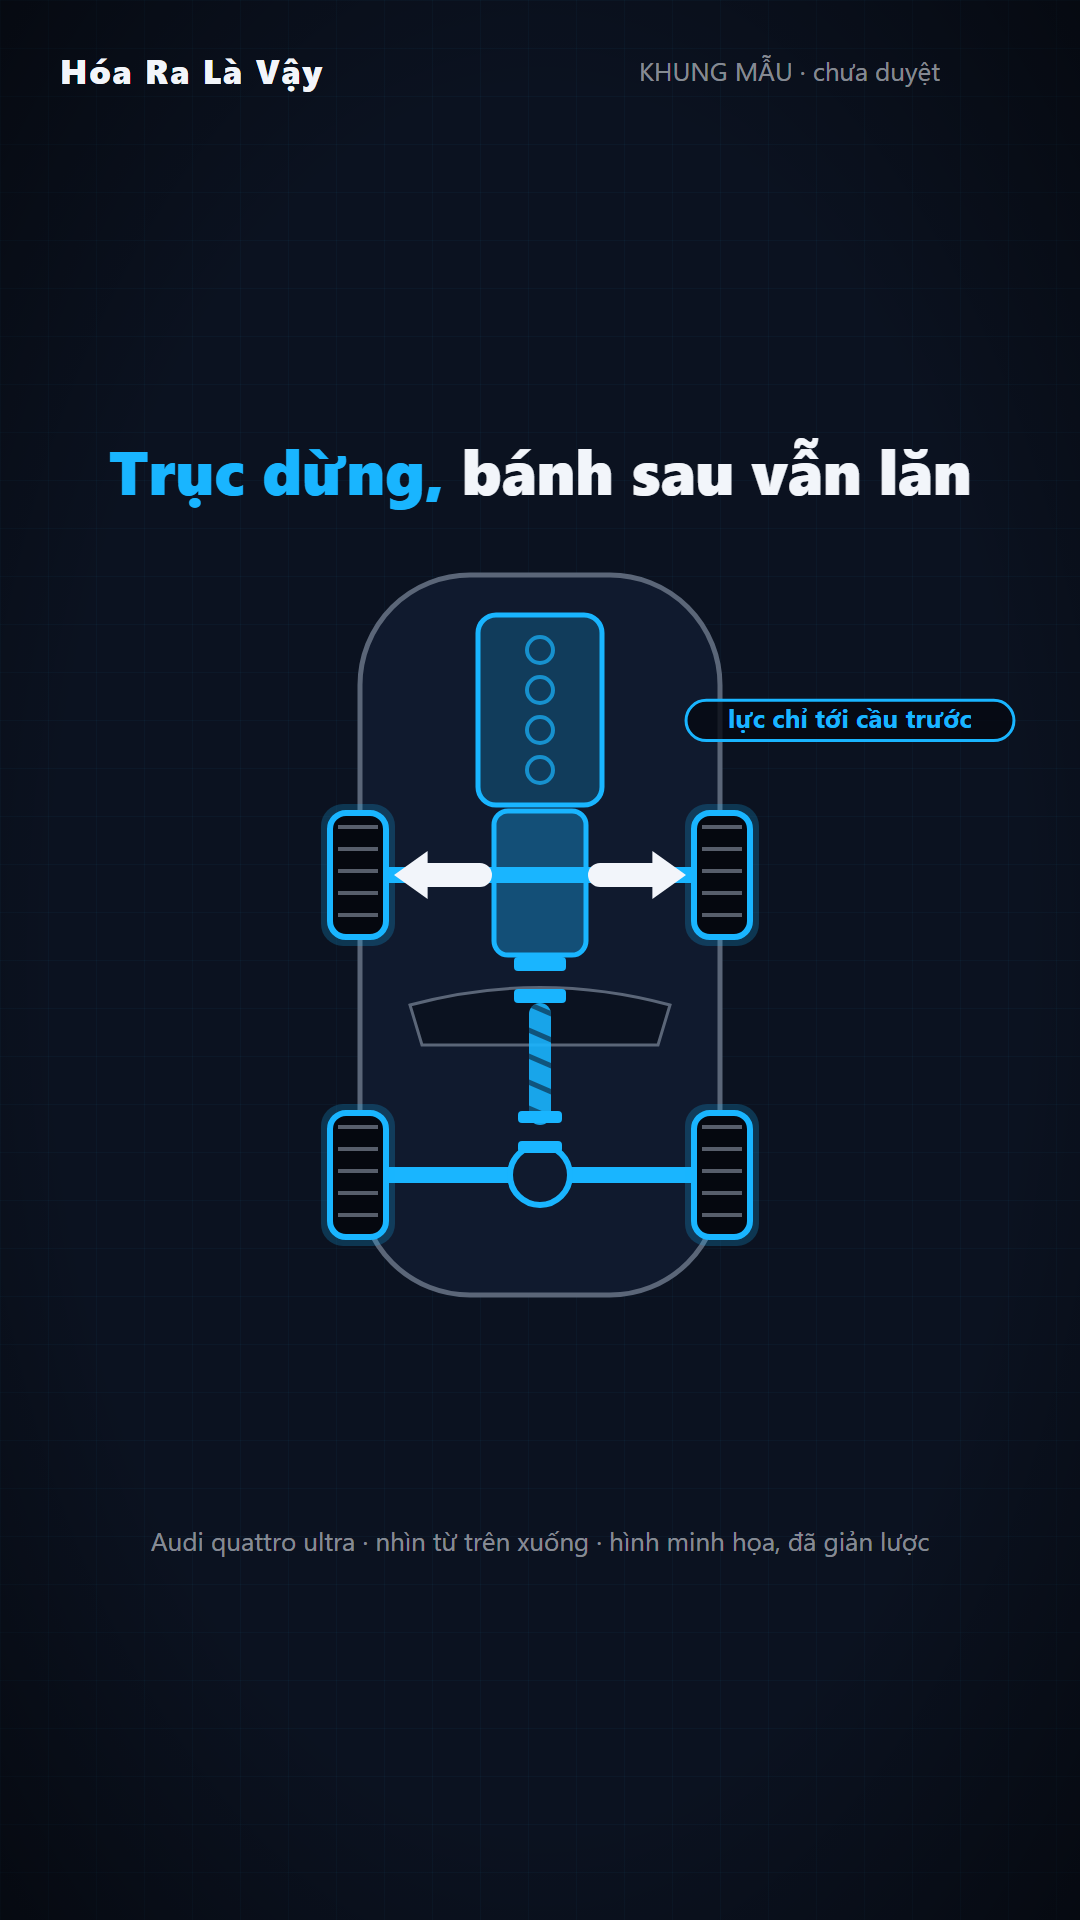 Hóa Ra Là Vậy
KHUNG MẪU · chưa duyệt
Trục dừng, bánh sau vẫn lăn
lực chỉ tới cầu trước
Audi quattro ultra · nhìn từ trên xuống · hình minh họa, đã giản lược